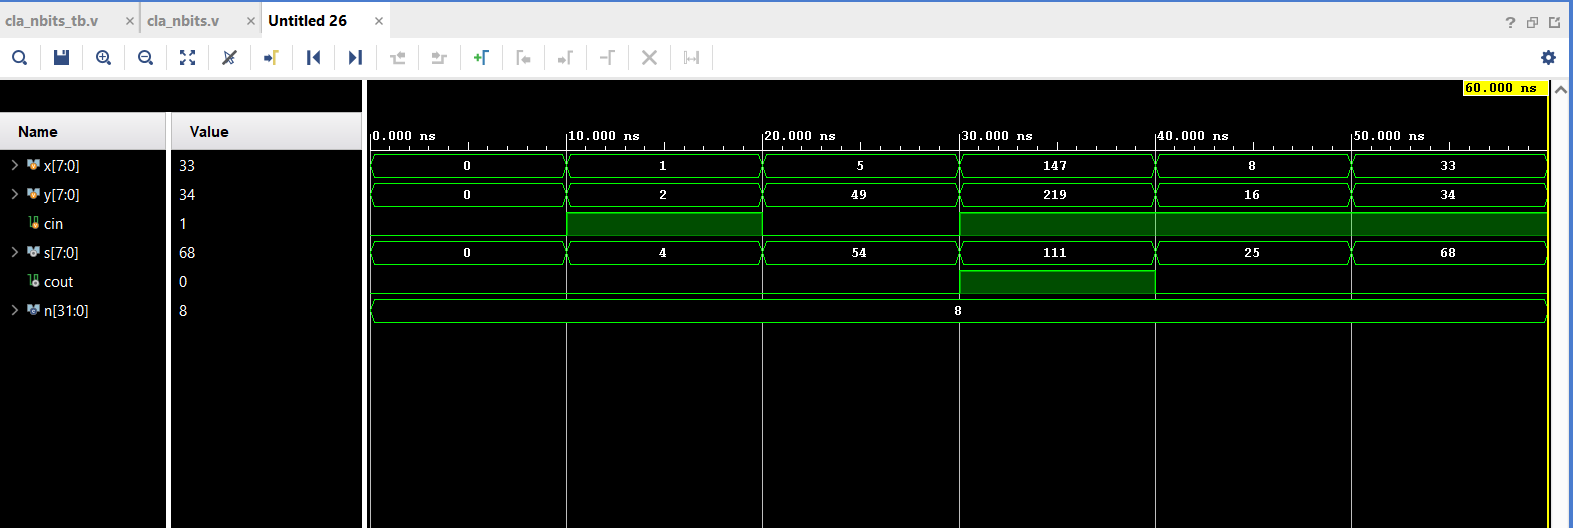 cla_nbits_tb.v × cla_nbits.v × Untitled 26 ×
?
60.000 ns
Name Value
0.000 ns 10.000 ns 20.000 ns 30.000 ns 40.000 ns 50.000 ns
x[7:0] 33 0 1 5 147 8 33
y[7:0] 34 0 2 49 219 16 34
cin 1
s[7:0] 68 0 4 54 111 25 68
cout 0
n[31:0] 8 8